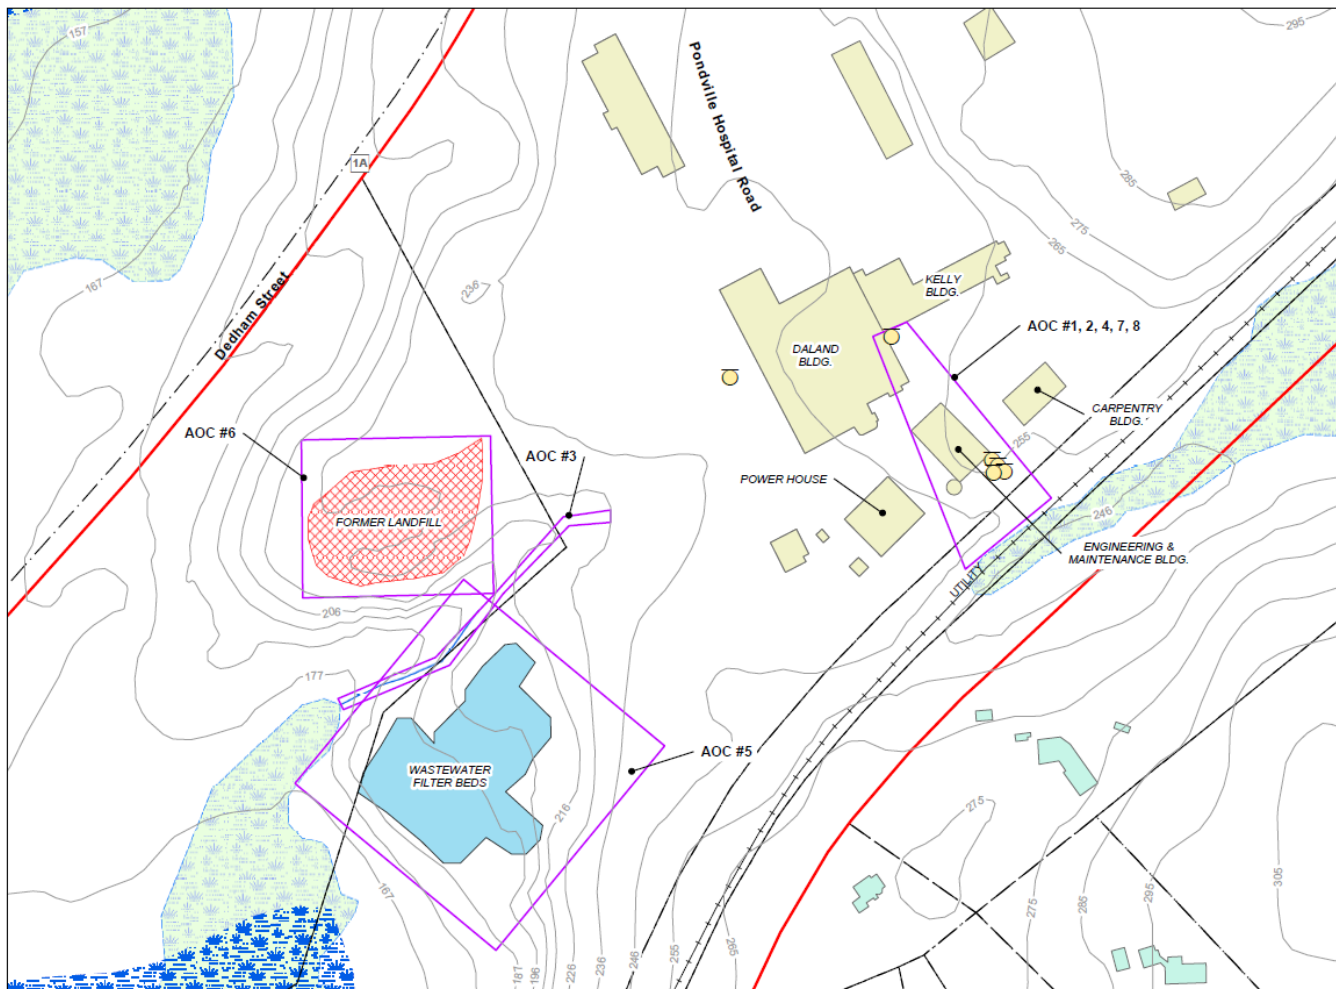 157
295
Pondville Hospital Road
1A
285
275
265
167
236
Dedham Street
KELLY
BLDG.
AOC #1, 2, 4, 7, 8
DALAND
BLDG.
CARPENTRY
BLDG.
AOC #6
AOC #3
255
POWER HOUSE
FORMER LANDFILL
246
ENGINEERING &
MAINTENANCE BLDG.
UTILITY
206
177
AOC #5
WASTEWATER
FILTER BEDS
275
216
167
305
295
285
275
265
255
246
236
226
196
187